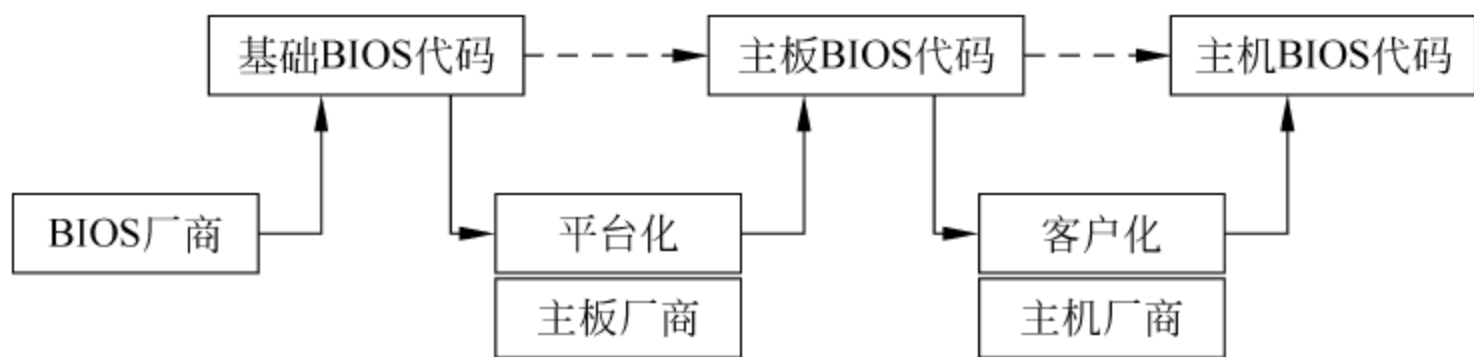 基础BIOS代码
主板BIOS代码
主机BIOS代码
BIOS厂商
平台化
客户化
主板厂商
主机厂商